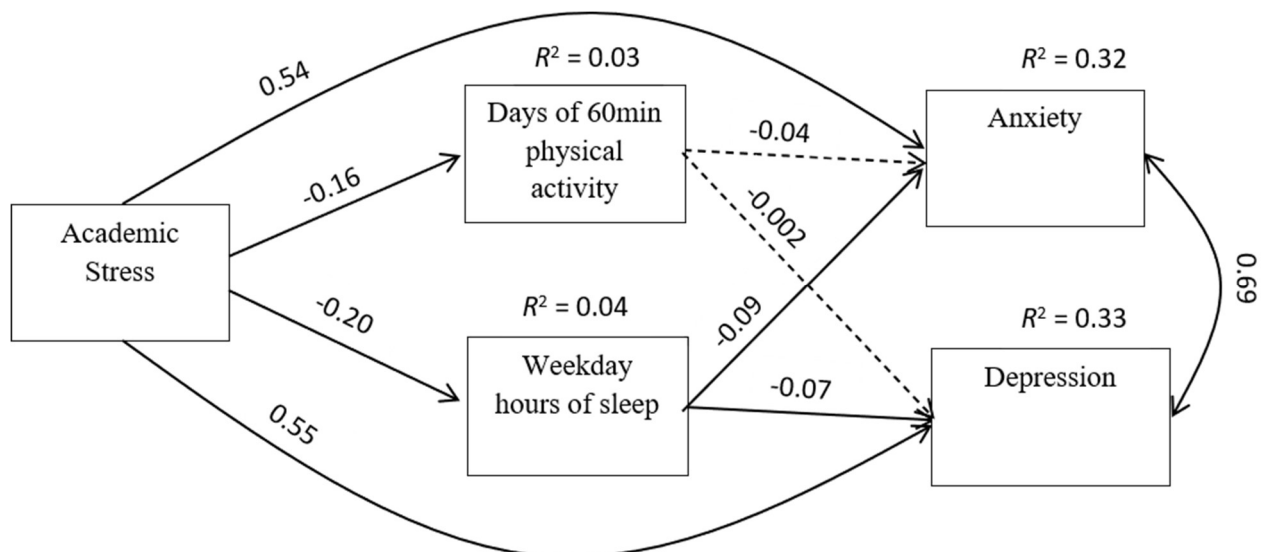 0.54
R² = 0.03
R² = 0.32
Days of 60min
physical
activity
Anxiety
-0.04
-0.16
-0.002
Academic
Stress
0.69
-0.20
R² = 0.04
-0.09
R² = 0.33
Weekday
hours of sleep
Depression
-0.07
0.55